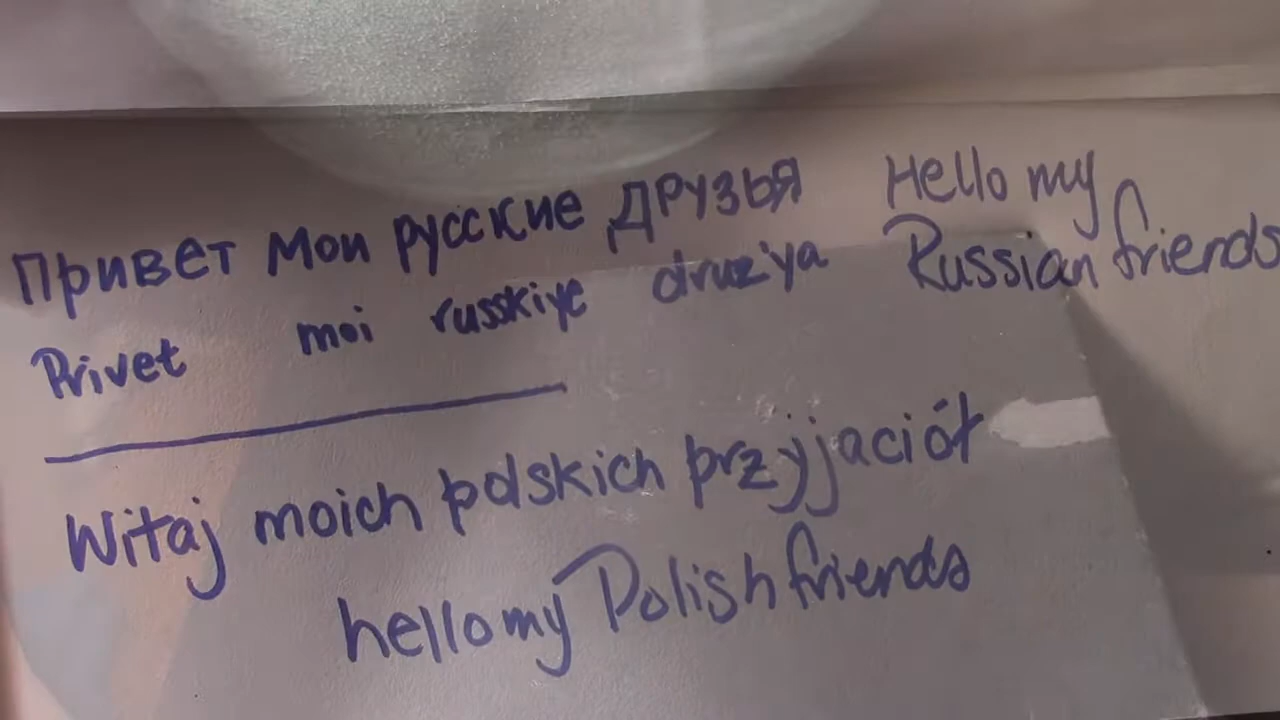 Привет Мои русские ДРУЗЬЯ
Hello my
Russian friends
Privet moi russkiye druz'ya
Witaj moich polskich przyjaciół
hello my Polish friends